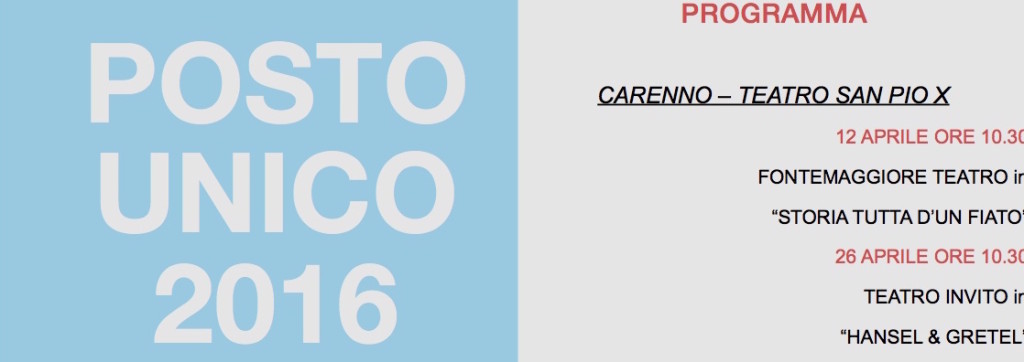 POSTO
UNICO
2016
PROGRAMMA
CARENNO – TEATRO SAN PIO X
12 APRILE ORE 10.30
FONTEMAGGIORE TEATRO in
“STORIA TUTTA D’UN FIATO”
26 APRILE ORE 10.30
TEATRO INVITO in
“HANSEL & GRETEL”